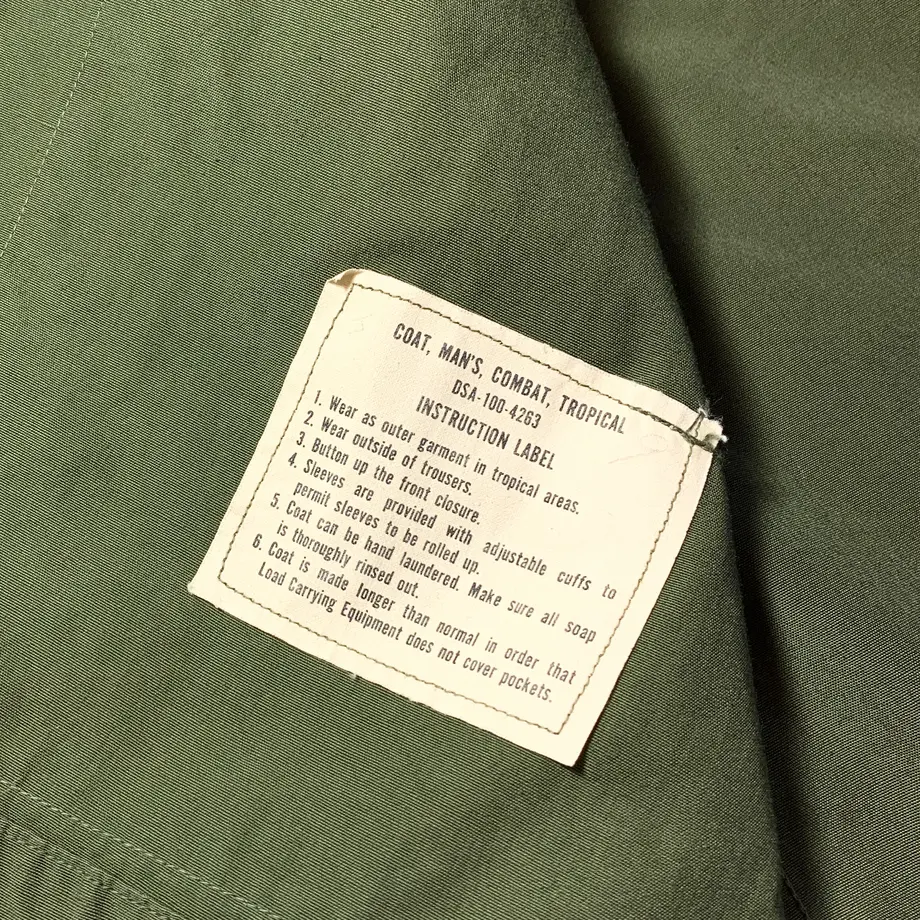 COAT, MAN'S, COMBAT, TROPICAL
DSA-100-4263
INSTRUCTION LABEL
1. Wear as outer garment in tropical areas.
2. Wear outside of trousers.
3. Button up the front closure.
4. Sleeves are provided with adjustable cuffs to
permit sleeves to be rolled up.
5. Coat can be hand laundered. Make sure all soap
is thoroughly rinsed out.
6. Coat is made longer than normal in order that
Load Carrying Equipment does not cover pockets.